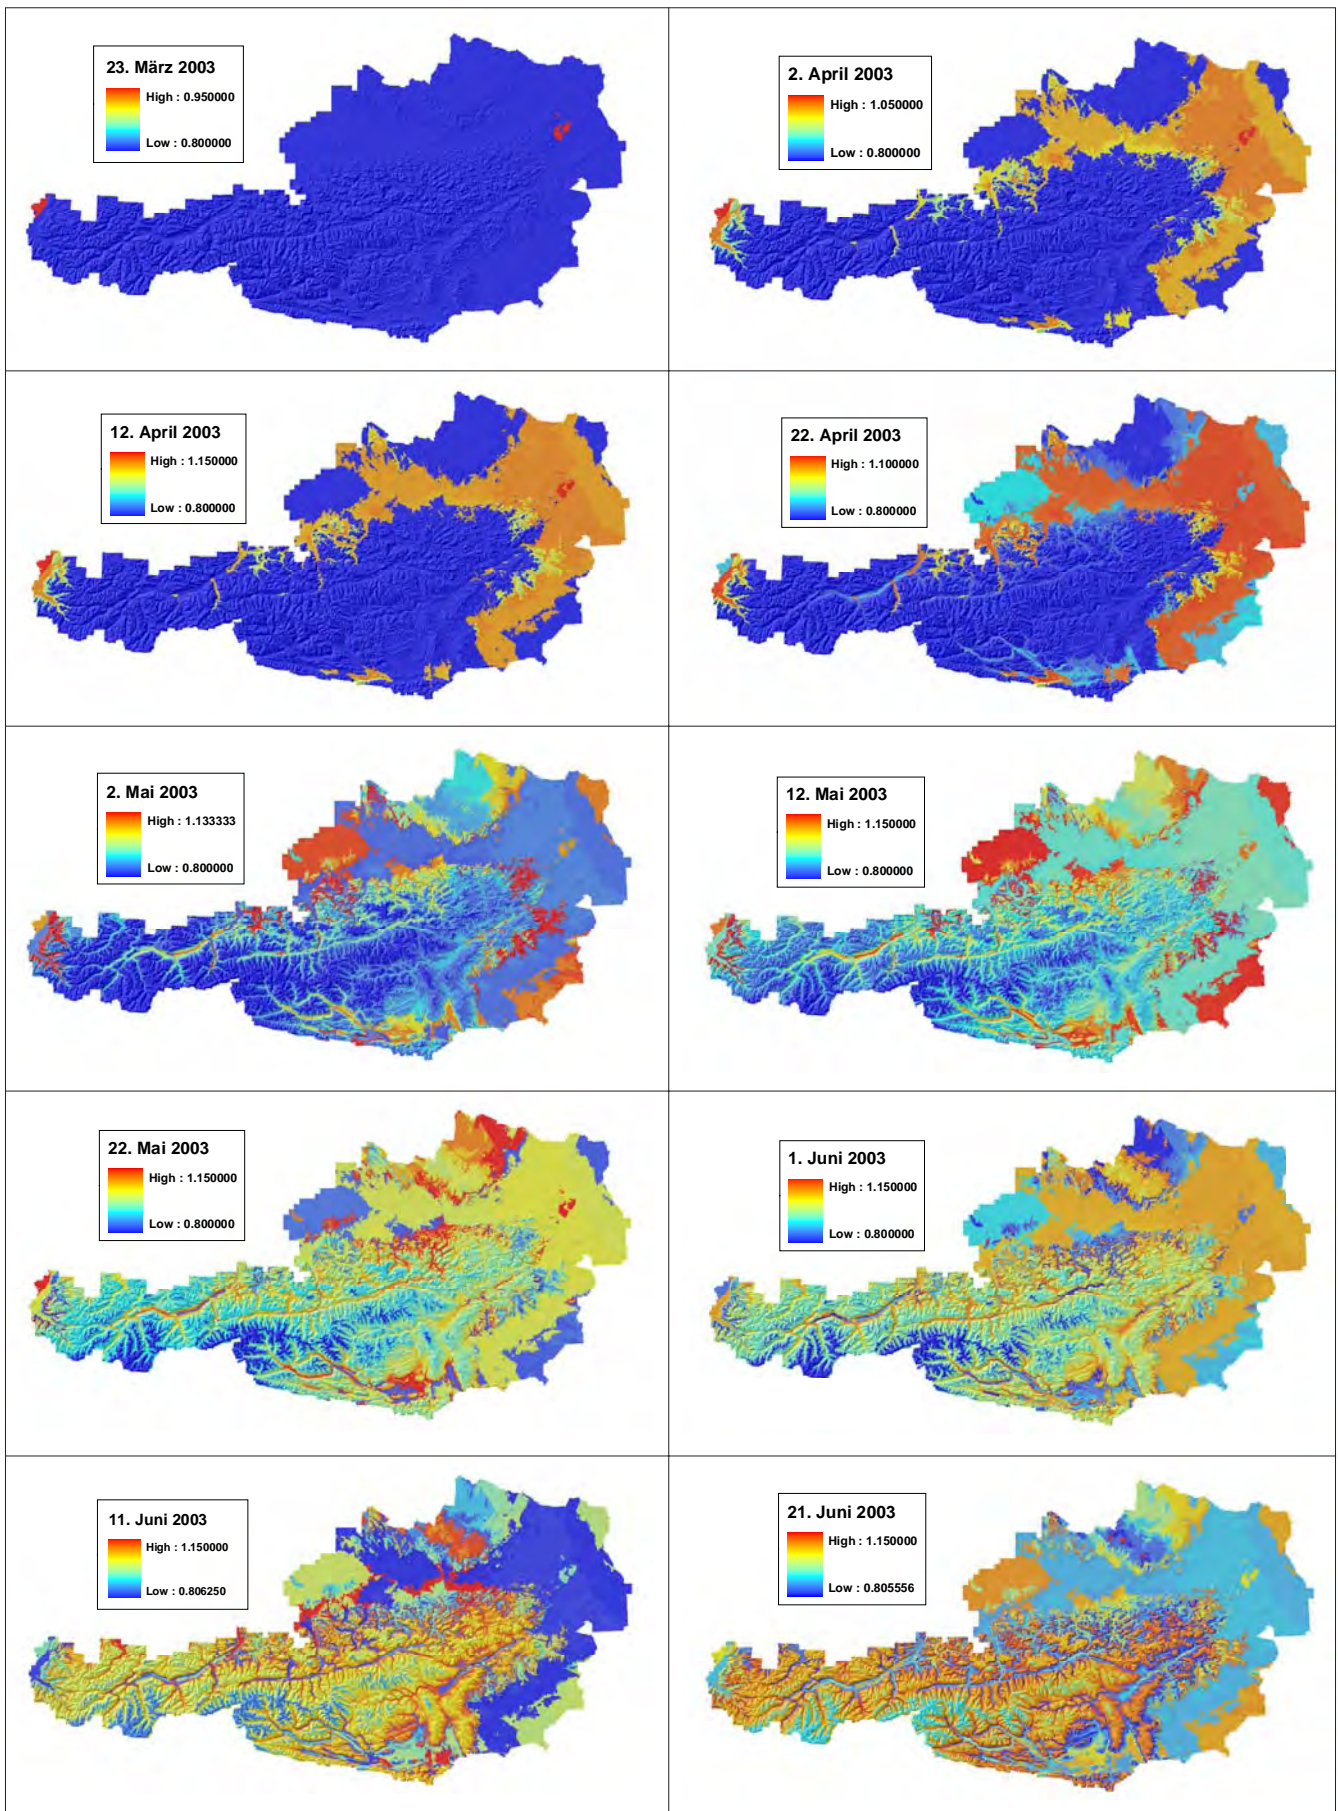 23. März 2003
High : 0.950000
Low : 0.800000
2. April 2003
High : 1.050000
Low : 0.800000
12. April 2003
High : 1.150000
Low : 0.800000
22. April 2003
High : 1.100000
Low : 0.800000
2. Mai 2003
High : 1.133333
Low : 0.800000
12. Mai 2003
High : 1.150000
Low : 0.800000
22. Mai 2003
High : 1.150000
Low : 0.800000
1. Juni 2003
High : 1.150000
Low : 0.800000
11. Juni 2003
High : 1.150000
Low : 0.806250
21. Juni 2003
High : 1.150000
Low : 0.805556